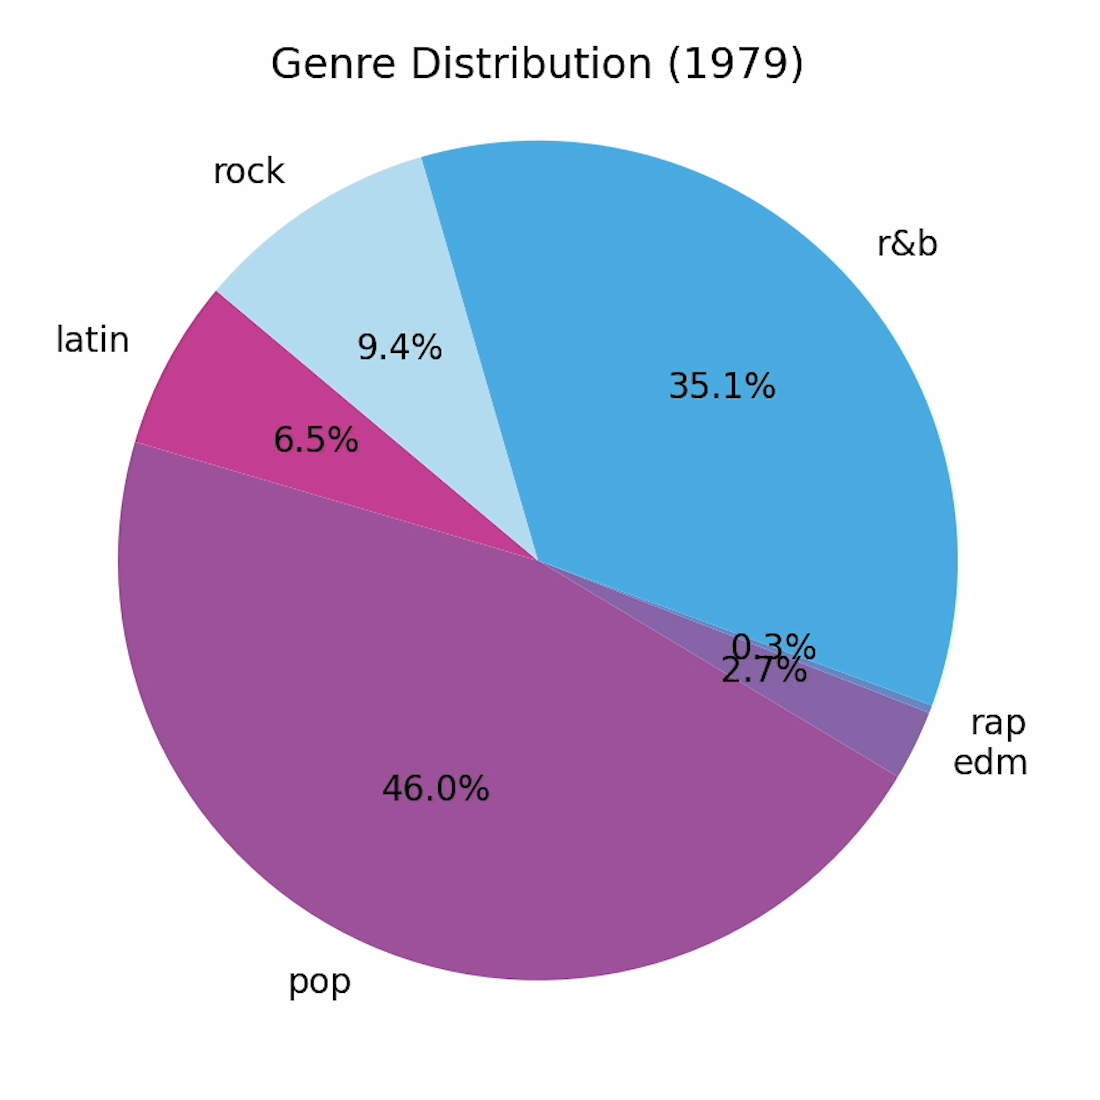 Genre Distribution (1979)
rock
r&b
latin
9.4%
35.1%
6.5%
0.3%
2.7%
rap
edm
46.0%
pop